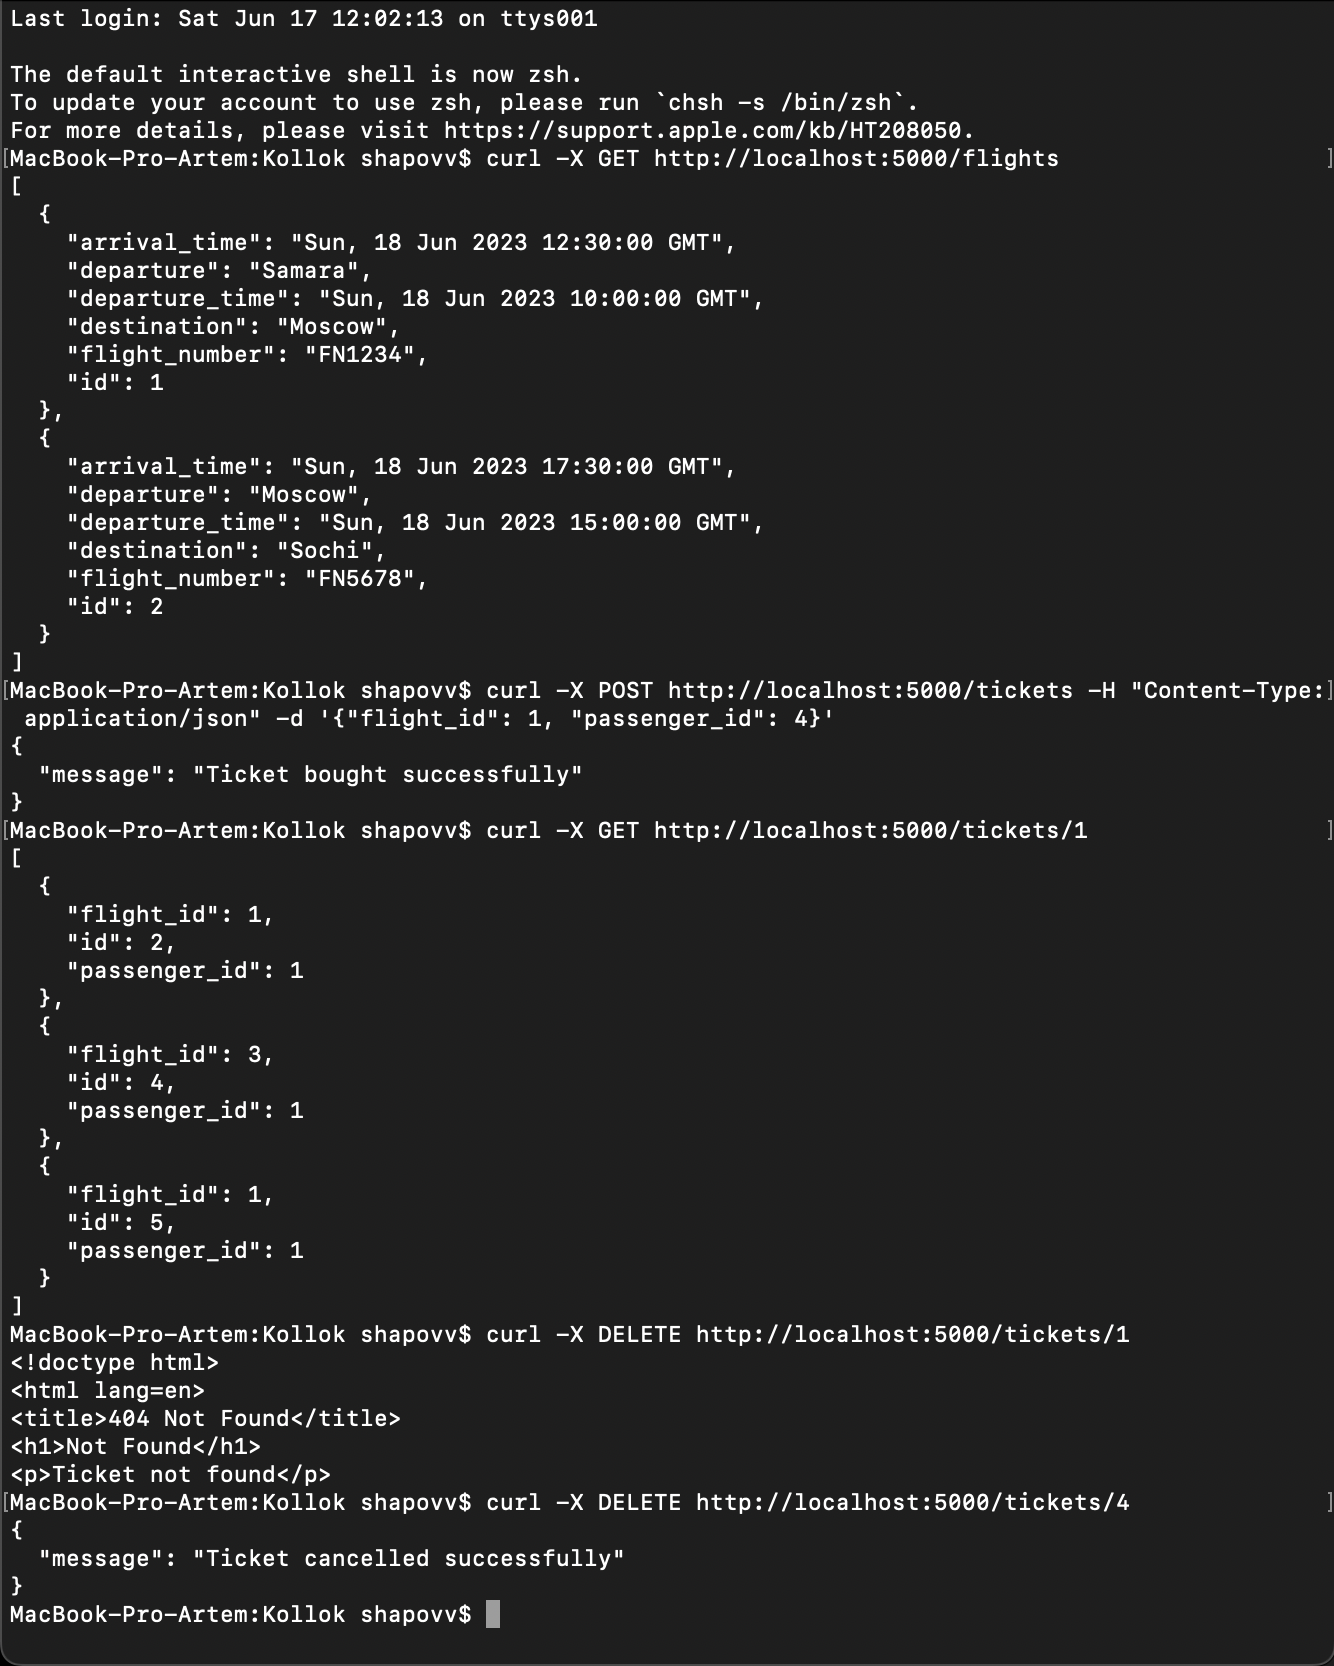 Last login: Sat Jun 17 12:02:13 on ttys001

The default interactive shell is now zsh.
To update your account to use zsh, please run `chsh -s /bin/zsh`.
For more details, please visit https://support.apple.com/kb/HT208050.
[MacBook-Pro-Artem:Kollok shapovv$ curl -X GET http://localhost:5000/flights ]
[
  {
    "arrival_time": "Sun, 18 Jun 2023 12:30:00 GMT",
    "departure": "Samara",
    "departure_time": "Sun, 18 Jun 2023 10:00:00 GMT",
    "destination": "Moscow",
    "flight_number": "FN1234",
    "id": 1
  },
  {
    "arrival_time": "Sun, 18 Jun 2023 17:30:00 GMT",
    "departure": "Moscow",
    "departure_time": "Sun, 18 Jun 2023 15:00:00 GMT",
    "destination": "Sochi",
    "flight_number": "FN5678",
    "id": 2
  }
]
[MacBook-Pro-Artem:Kollok shapovv$ curl -X POST http://localhost:5000/tickets -H "Content-Type:]
 application/json" -d '{"flight_id": 1, "passenger_id": 4}'
{
  "message": "Ticket bought successfully"
}
[MacBook-Pro-Artem:Kollok shapovv$ curl -X GET http://localhost:5000/tickets/1 ]
[
  {
    "flight_id": 1,
    "id": 2,
    "passenger_id": 1
  },
  {
    "flight_id": 3,
    "id": 4,
    "passenger_id": 1
  },
  {
    "flight_id": 1,
    "id": 5,
    "passenger_id": 1
  }
]
MacBook-Pro-Artem:Kollok shapovv$ curl -X DELETE http://localhost:5000/tickets/1
<!doctype html>
<html lang=en>
<title>404 Not Found</title>
<h1>Not Found</h1>
<p>Ticket not found</p>
[MacBook-Pro-Artem:Kollok shapovv$ curl -X DELETE http://localhost:5000/tickets/4 ]
{
  "message": "Ticket cancelled successfully"
}
MacBook-Pro-Artem:Kollok shapovv$